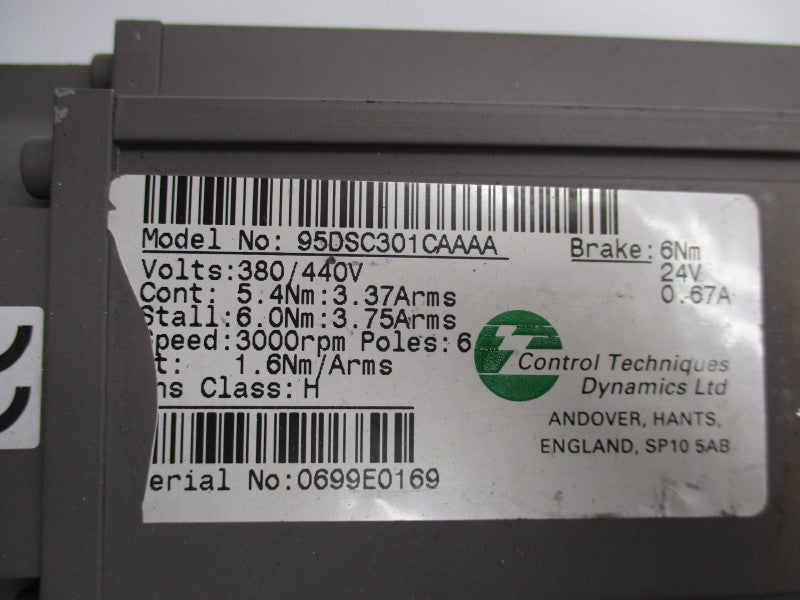 Model No: 95DSC301CAAAA
Brake: 6Nm
24V
0.67A
Volts:380/440V
Cont: 5.4Nm:3.37Arms
Stall:6.0Nm:3.75Arms
peed:3000rpm Poles:6
t: 1.6Nm/Arms
ns Class:H
erial No:0699E0169
Control Techniques
Dynamics Ltd
ANDOVER, HANTS,
ENGLAND, SP10 5AB